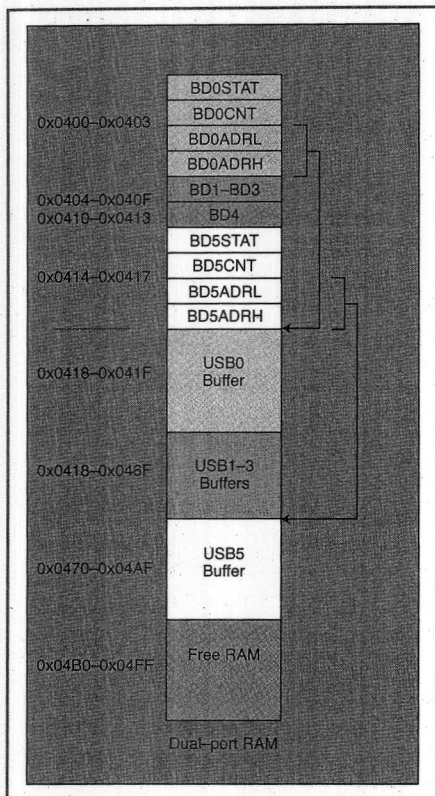 BD0STAT
BD0CNT
0x0400–0x0403
BD0ADRL
BD0ADRH
0x0404–0x040F
BD1–BD3
0x0410–0x0413
BD4
BD5STAT
BD5CNT
0x0414–0x0417
BD5ADRL
BD5ADRH
USB0
0x0418–0x041F
Buffer
USB1–3
0x0418–0x046F
Buffers
USB5
0x0470–0x04AF
Buffer
Free RAM
0x04B0–0x04FF
Dual–port RAM